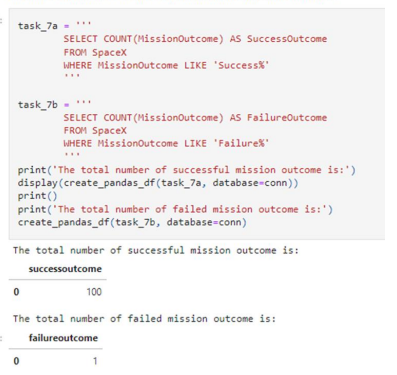 task_7a = '''
SELECT COUNT(MissionOutcome) AS SuccessOutcome
FROM SpaceX
WHERE MissionOutcome LIKE 'Success%'
'''
task_7b = '''
SELECT COUNT(MissionOutcome) AS FailureOutcome
FROM SpaceX
WHERE MissionOutcome LIKE 'Failure%'
'''
print('The total number of successful mission outcome is:')
display(create_pandas_df(task_7a, database=conn))
print()
print('The total number of failed mission outcome is:')
create_pandas_df(task_7b, database=conn)
The total number of successful mission outcome is:
successoutcome
0 100
The total number of failed mission outcome is:
failureoutcome
0 1